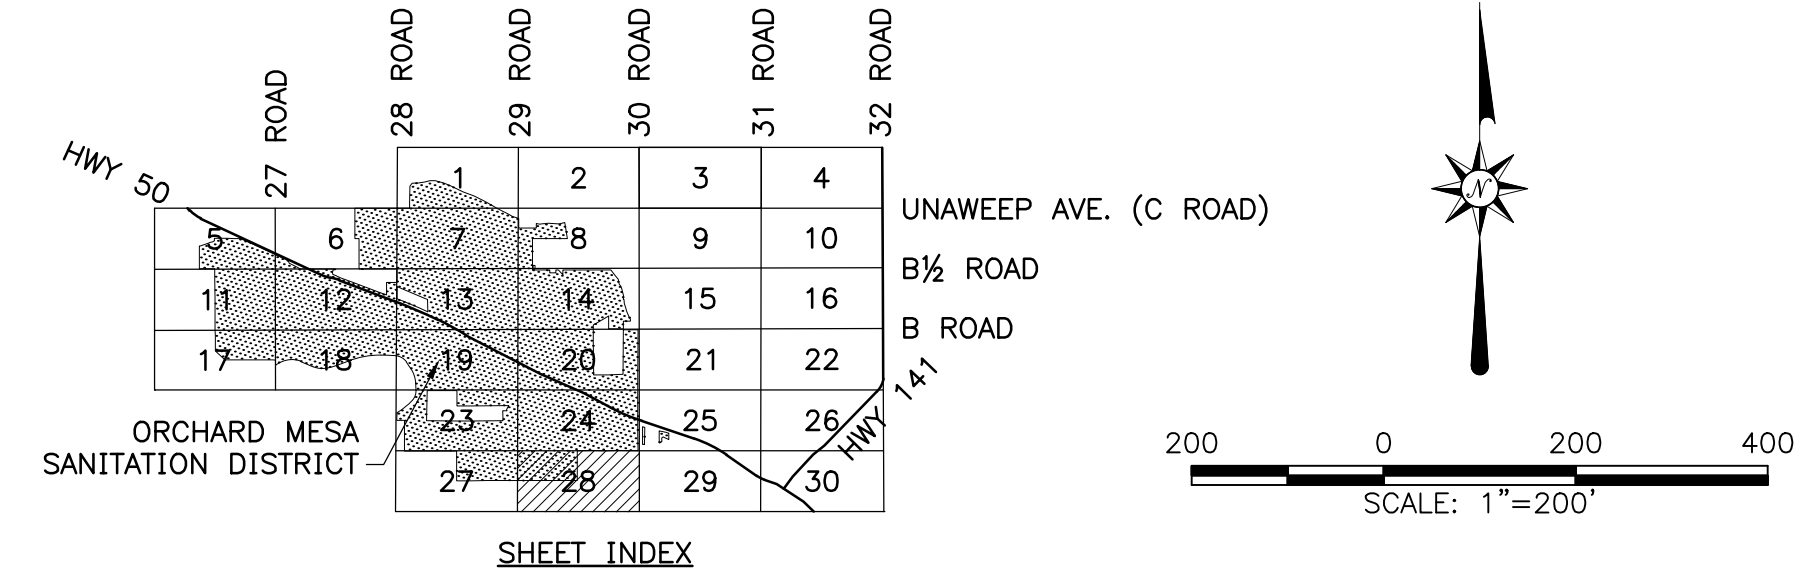 28 ROAD
29 ROAD
30 ROAD
31 ROAD
32 ROAD
27 ROAD
HWY 50
1 2 3 4
UNAWEEP AVE. (C ROAD)
5 6 7 8 9 10
B½ ROAD
11 12 13 14 15 16
B ROAD
17 18 19 20 21 22
HWY 141
23 24 25 26
ORCHARD MESA
SANITATION DISTRICT
27 28 29 30
SHEET INDEX
N
200 0 200 400
SCALE: 1"=200'